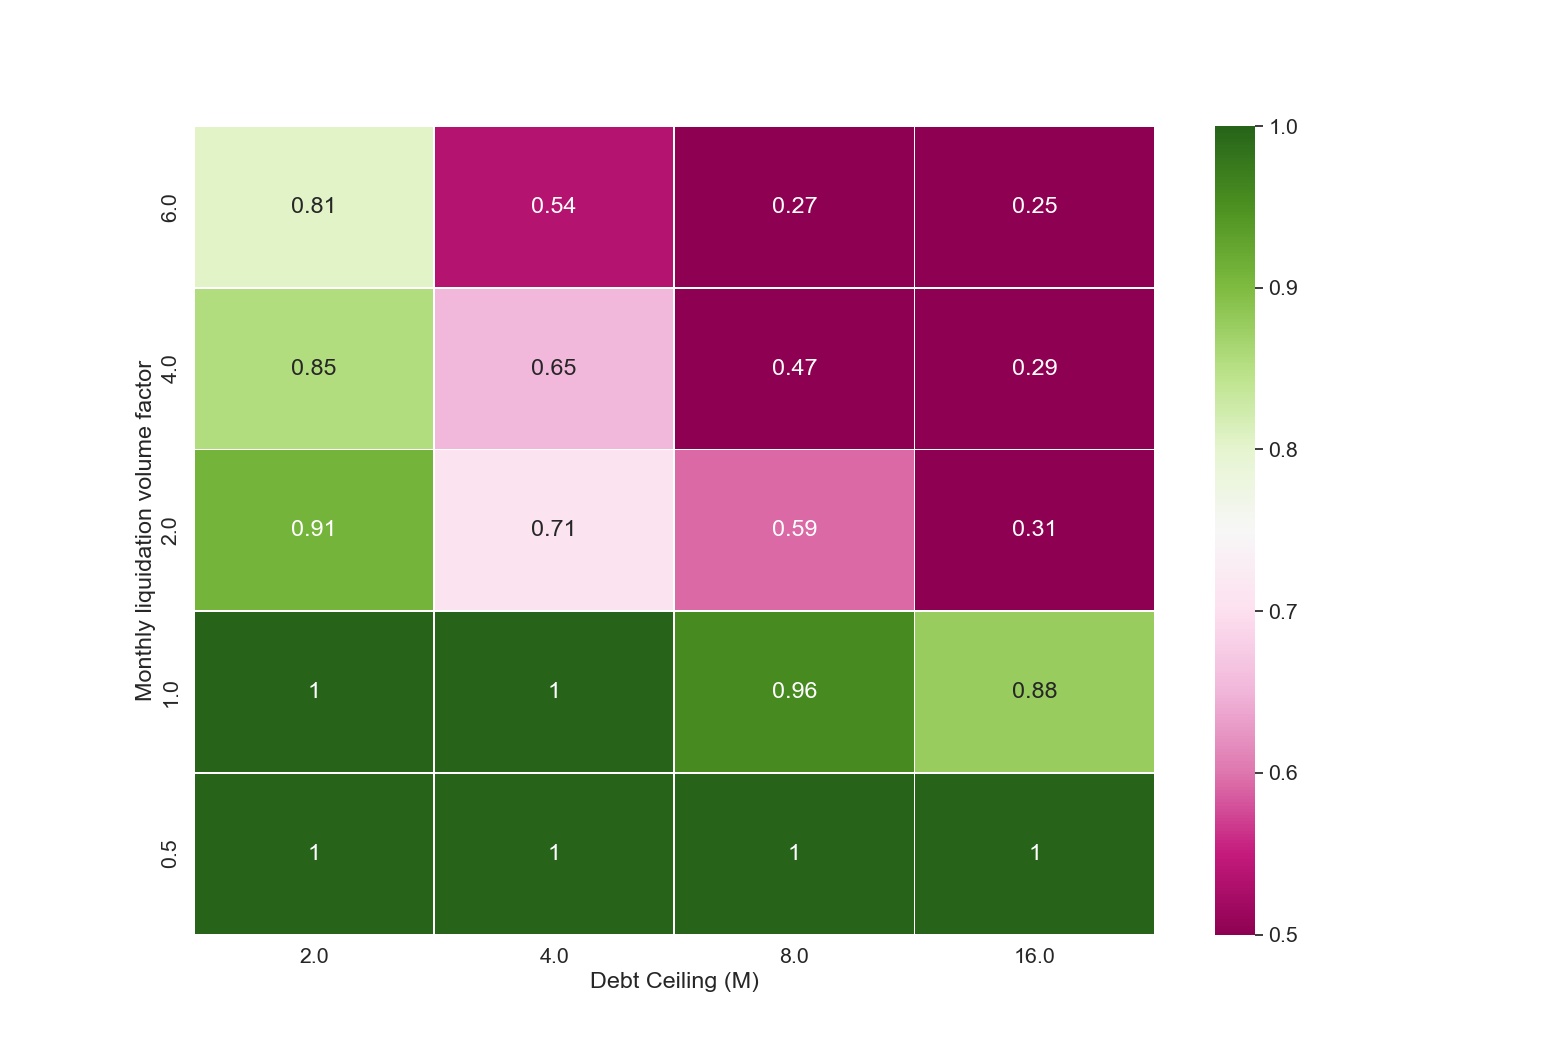 6.0 0.81 0.54 0.27 0.25
4.0 0.85 0.65 0.47 0.29
2.0 0.91 0.71 0.59 0.31
1.0 1 1 0.96 0.88
0.5 1 1 1 1
2.0 4.0 8.0 16.0
Debt Ceiling (M)
Monthly liquidation volume factor
1.0
0.9
0.8
0.7
0.6
0.5